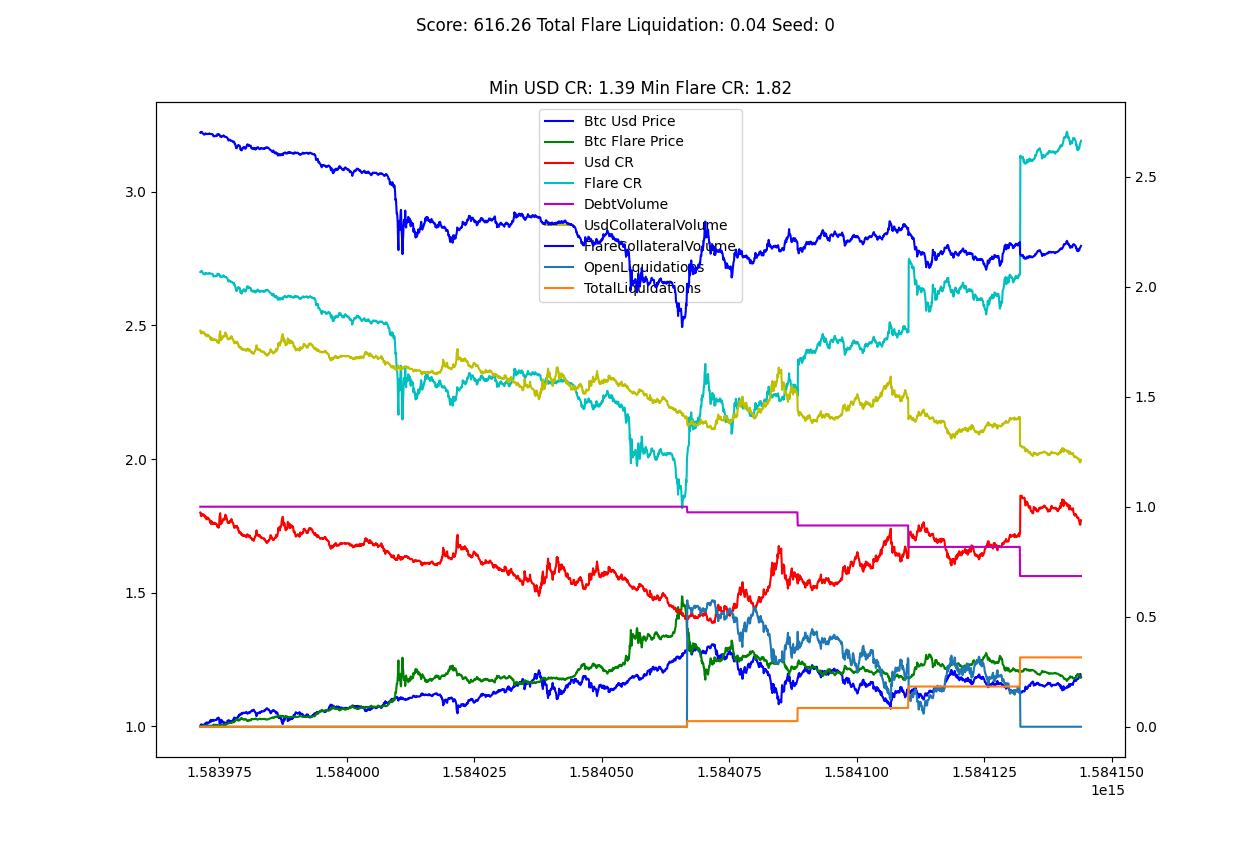 Score: 616.26 Total Flare Liquidation: 0.04 Seed: 0
Min USD CR: 1.39 Min Flare CR: 1.82
Btc Usd Price
Btc Flare Price
Usd CR
Flare CR
DebtVolume
UsdCollateralVolume
FlareCollateralVolume
OpenLiquidations
TotalLiquidations
3.0
2.5
2.0
1.5
1.0
2.5
2.0
1.5
1.0
0.5
0.0
1.583975 1.584000 1.584025 1.584050 1.584075 1.584100 1.584125 1.584150
1e15